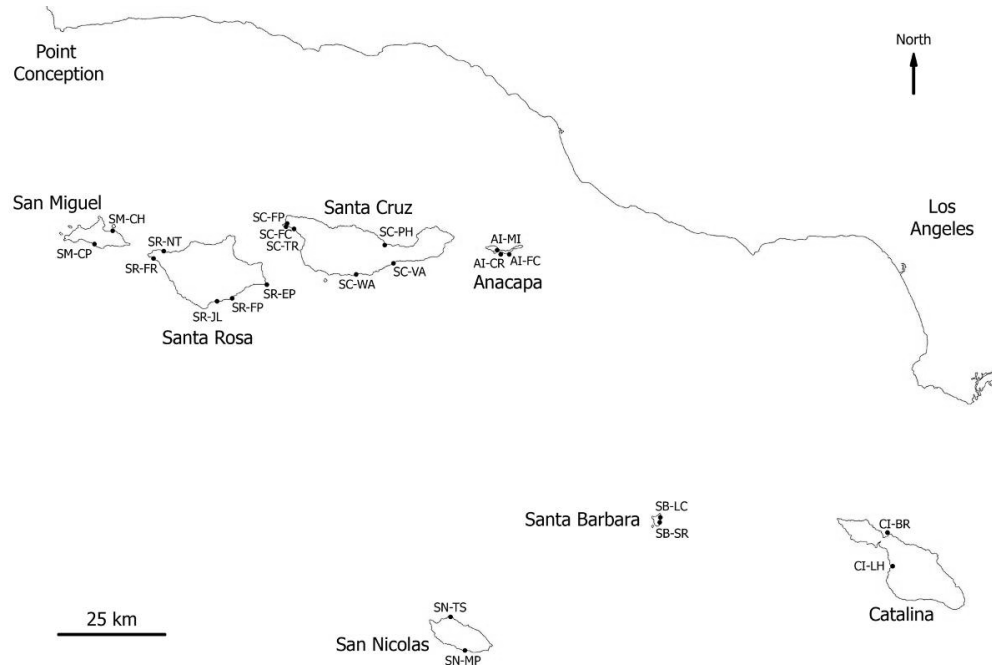 Point
Conception
North
San Miguel
SM-CH
SM-CP
SR-NT
SR-FR
SR-EP
SR-FP
SR-JL
Santa Rosa
Santa Cruz
SC-FP
SC-FC
SC-TR
SC-PH
SC-VA
SC-WA
AI-MI
AI-CR
AI-FC
Anacapa
Los
Angeles
Santa Barbara
SB-LC
SB-SR
CI-BR
CI-LH
Catalina
25 km
SN-TS
San Nicolas
SN-MP